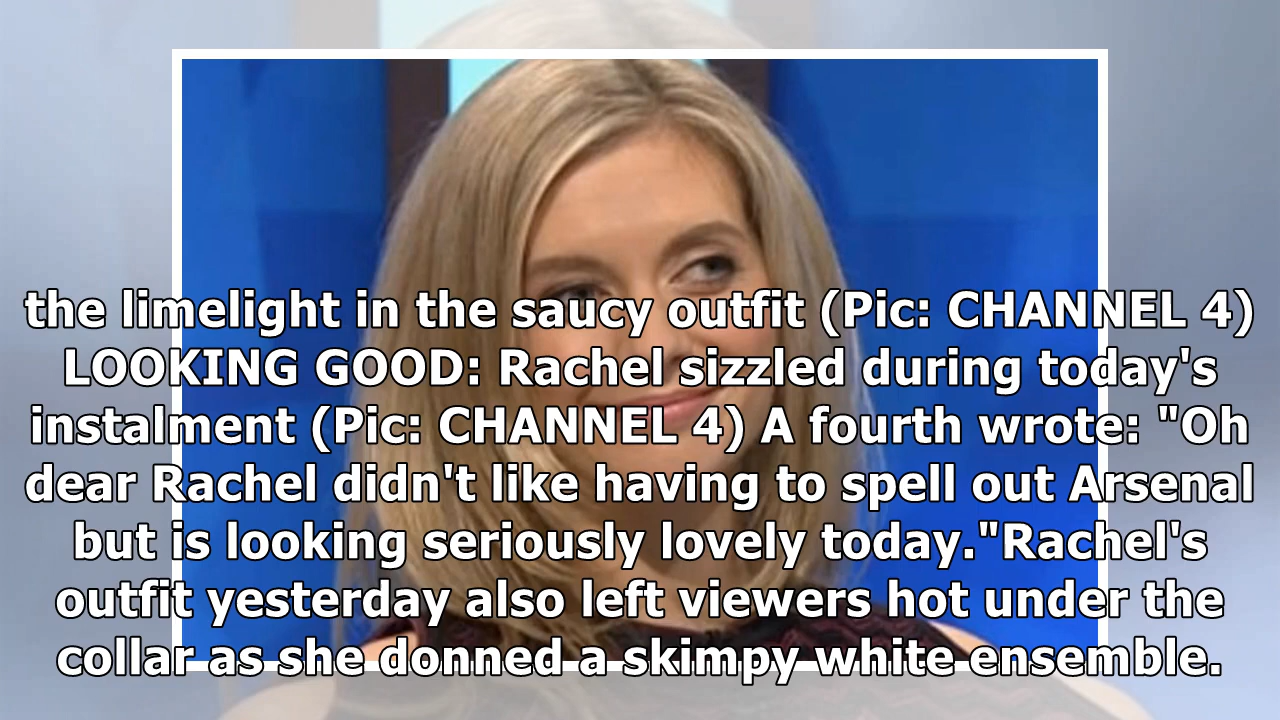 the limelight in the saucy outfit (Pic: CHANNEL 4)
LOOKING GOOD: Rachel sizzled during today's
instalment (Pic: CHANNEL 4) A fourth wrote: "Oh
dear Rachel didn't like having to spell out Arsenal
but is looking seriously lovely today."Rachel's
outfit yesterday also left viewers hot under the
collar as she donned a skimpy white ensemble.